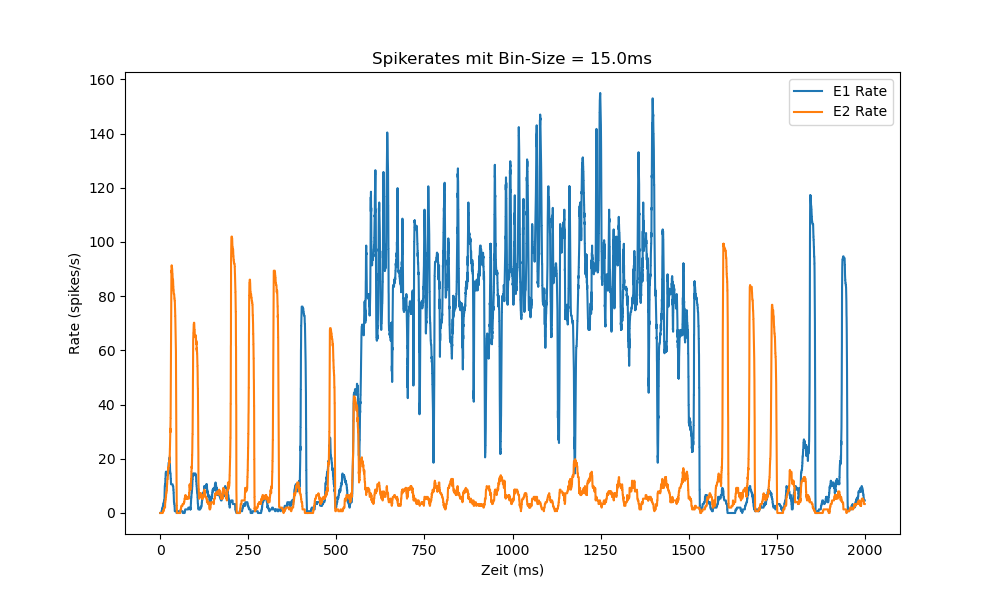 Spikerates mit Bin-Size = 15.0ms
E1 Rate
E2 Rate
Rate (spikes/s)
160
140
120
100
80
60
40
20
0
0 250 500 750 1000 1250 1500 1750 2000
Zeit (ms)